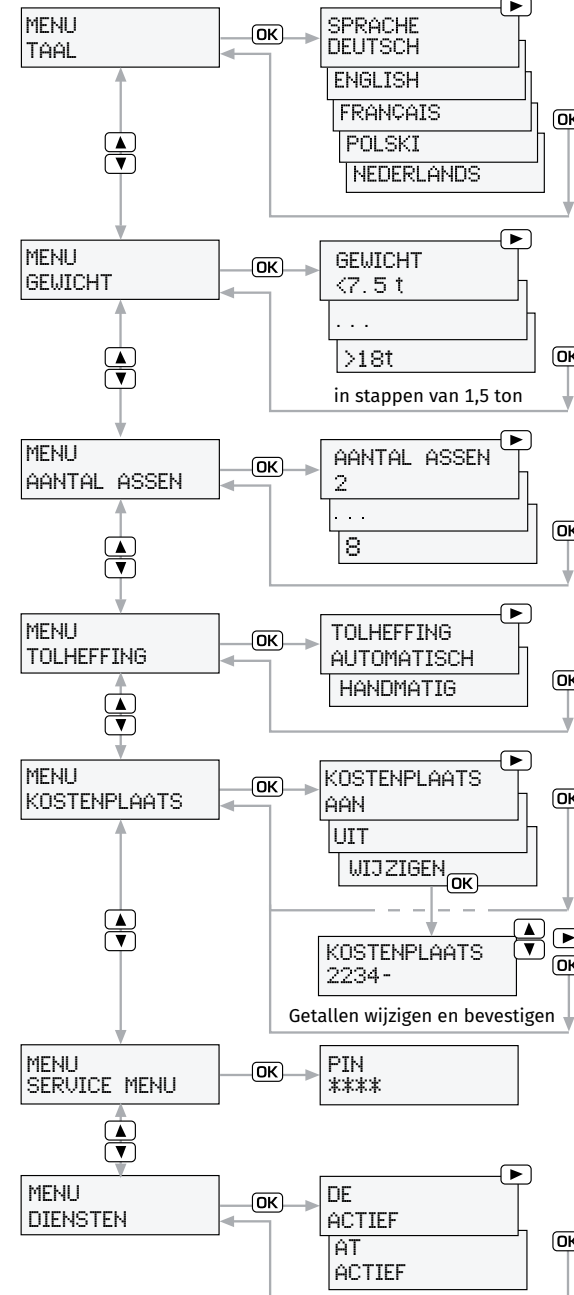 MENU
TAAL
OK
SPRACHE
DEUTSCH
ENGLISH
FRANÇAIS
POLSKI
NEDERLANDS
OK
MENU
GEWICHT
OK
GEWICHT
<7.5 t
...
>18t
OK
in stappen van 1,5 ton
MENU
AANTAL ASSEN
OK
AANTAL ASSEN
2
...
8
OK
MENU
TOLHEFFING
OK
TOLHEFFING
AUTOMATISCH
HANDMATIG
OK
MENU
KOSTENPLAATS
OK
KOSTENPLAATS
AAN
UIT
WIJZIGEN
OK
OK
KOSTENPLAATS
2234-
OK
Getallen wijzigen en bevestigen
MENU
SERVICE MENU
OK
PIN
****
MENU
DIENSTEN
OK
DE
ACTIEF
AT
ACTIEF
OK